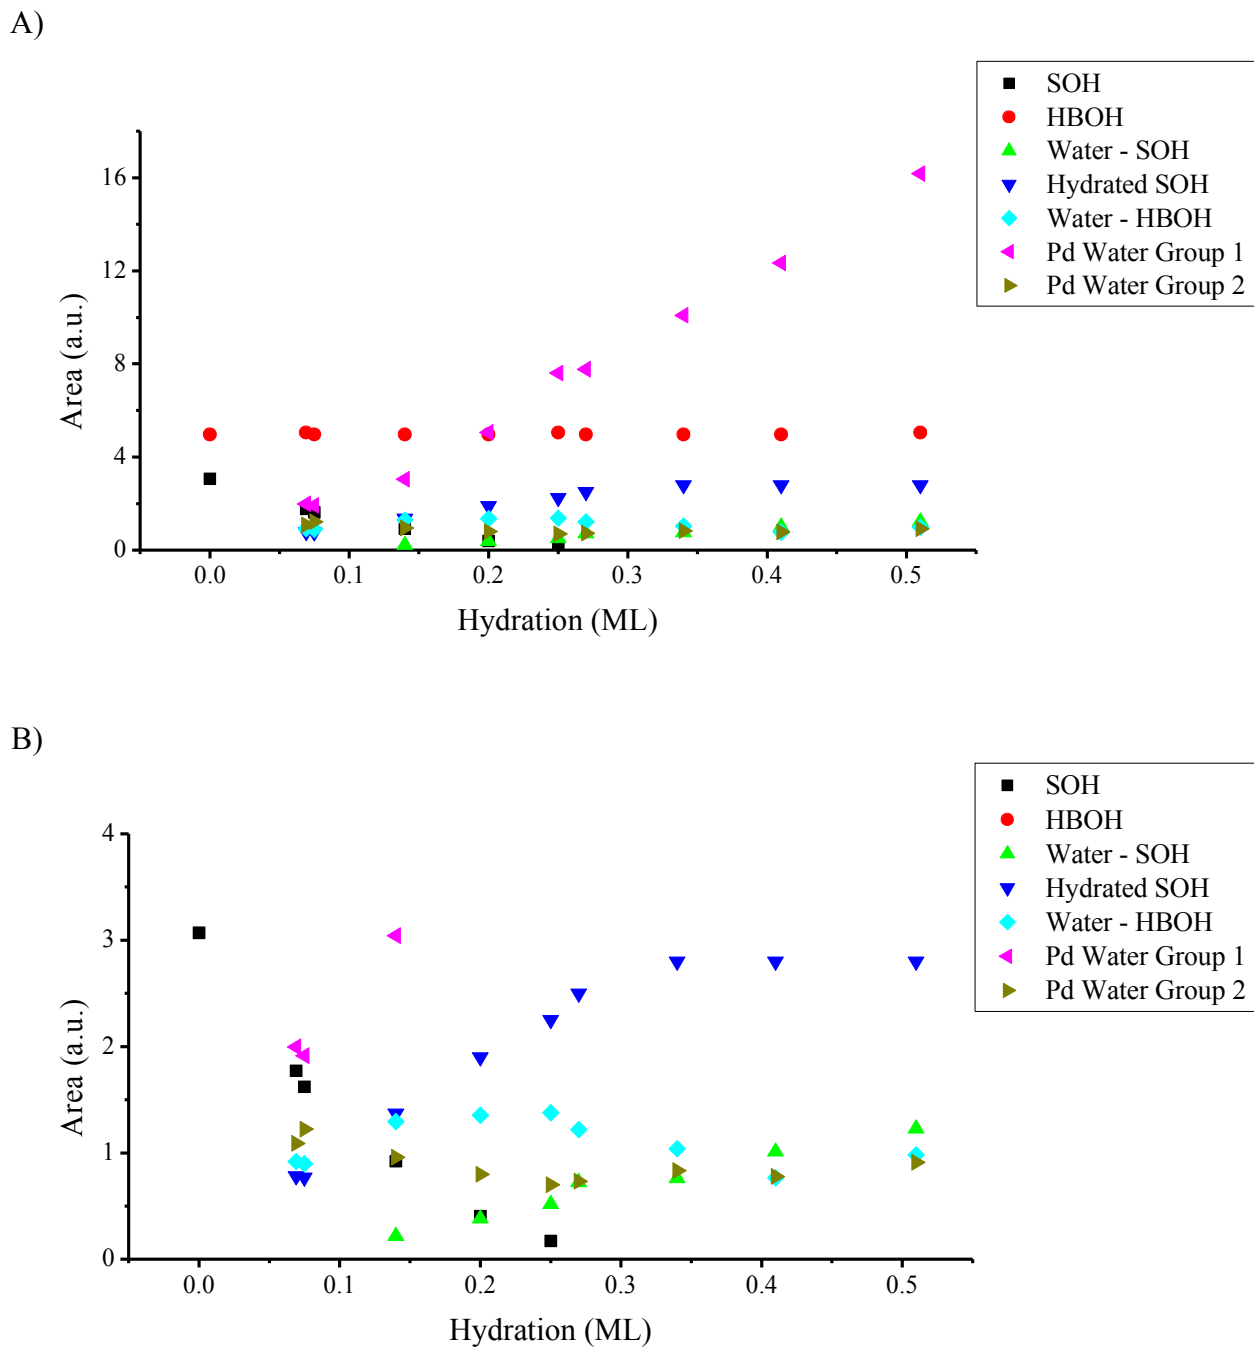 A)
SOH
HBOH
Water - SOH
Hydrated SOH
Water - HBOH
Pd Water Group 1
Pd Water Group 2
16
12
8
4
0
Area (a.u.)
0.0 0.1 0.2 0.3 0.4 0.5
Hydration (ML)
B)
SOH
HBOH
Water - SOH
Hydrated SOH
Water - HBOH
Pd Water Group 1
Pd Water Group 2
4
3
2
1
0
Area (a.u.)
0.0 0.1 0.2 0.3 0.4 0.5
Hydration (ML)